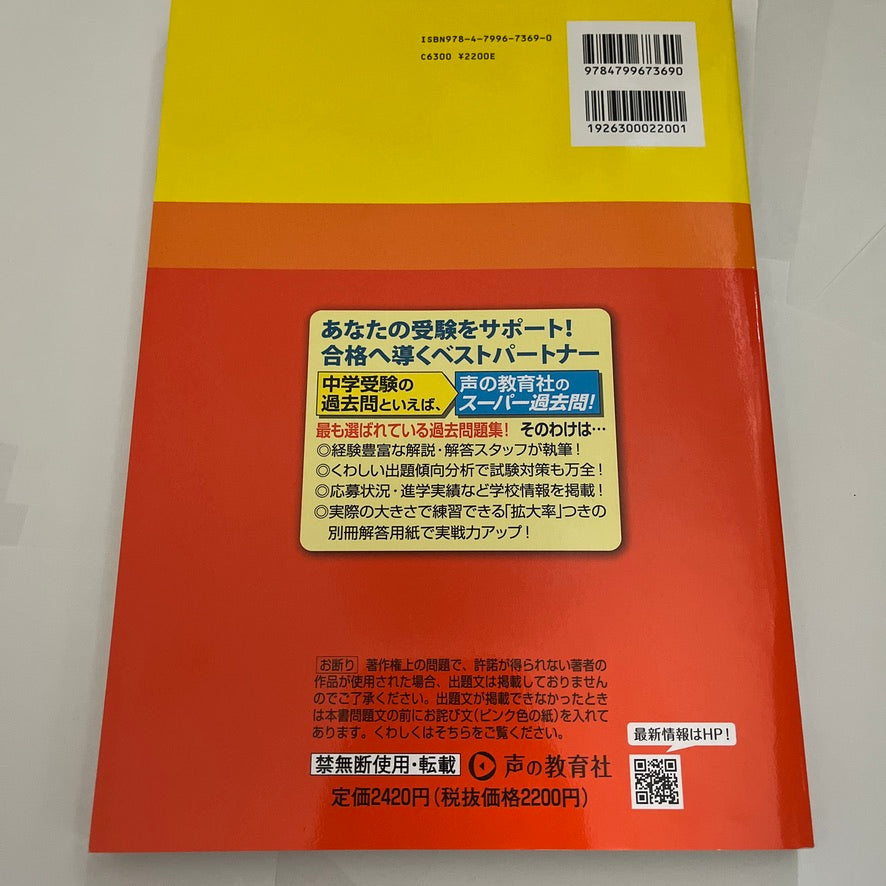 ISBN978-4-7996-7369-0
C6300 ¥2200E
9784799673690
1926300022001
あなたの受験をサポート!
合格へ導くベストパートナー
中学受験の
過去問といえば、
声の教育社の
スーパー過去問!
最も選ばれている過去問題集! そのわけは…
◎経験豊富な解説・解答スタッフが執筆!
◎くわしい出題傾向分析で試験対策も万全!
◎応募状況・進学実績など学校情報を掲載!
◎実際の大きさで練習できる「拡大率」つきの
別冊解答用紙で実戦力アップ!
お断り 著作権上の問題で、許諾が得られない著者の
作品が使用された場合、出題文は掲載しておりません
のでご了承ください。出題文が掲載できなかったとき
は本書問題文の前にお詫び文(ピンク色の紙)を入れて
あります。くわしくはそちらをご覧ください。
最新情報はHP!
禁無断使用・転載 声の教育社
定価2420円(税抜価格2200円)